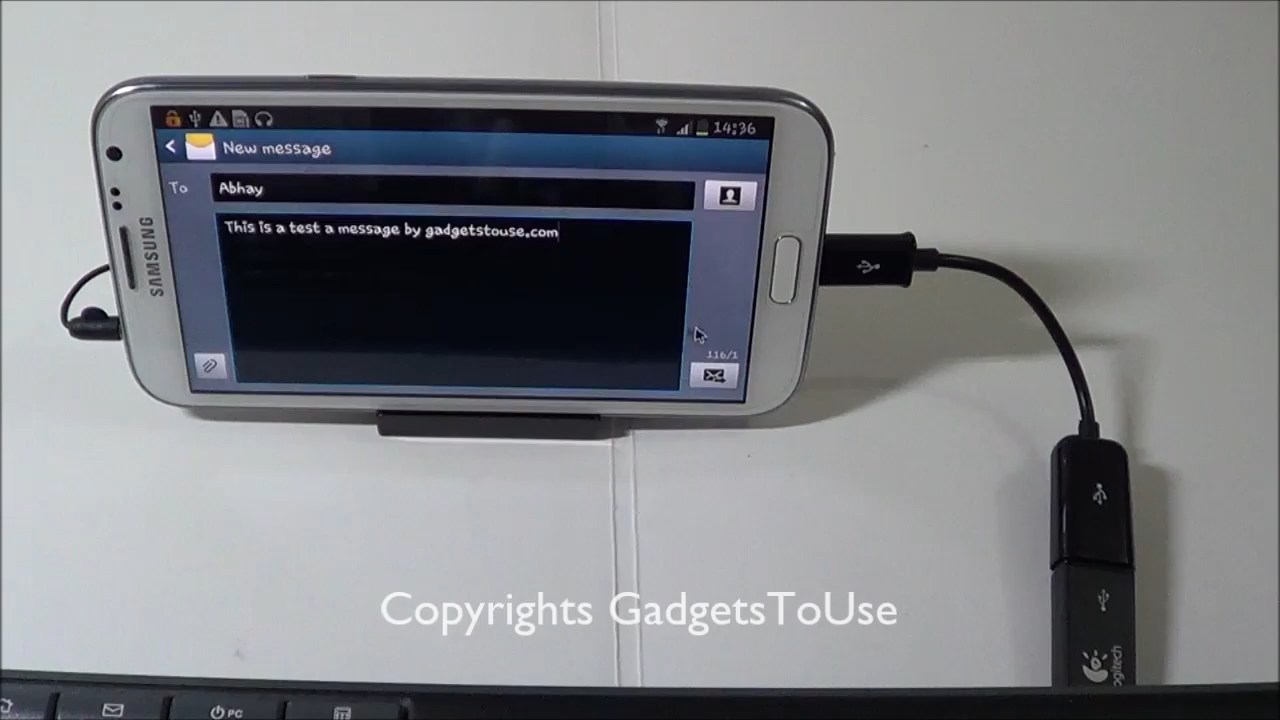 14:36
New message
To Abhay
This is a test a message by gadgetstouse.com
116/1
SAMSUNG
Copyrights GadgetsToUse
Logitech
PC